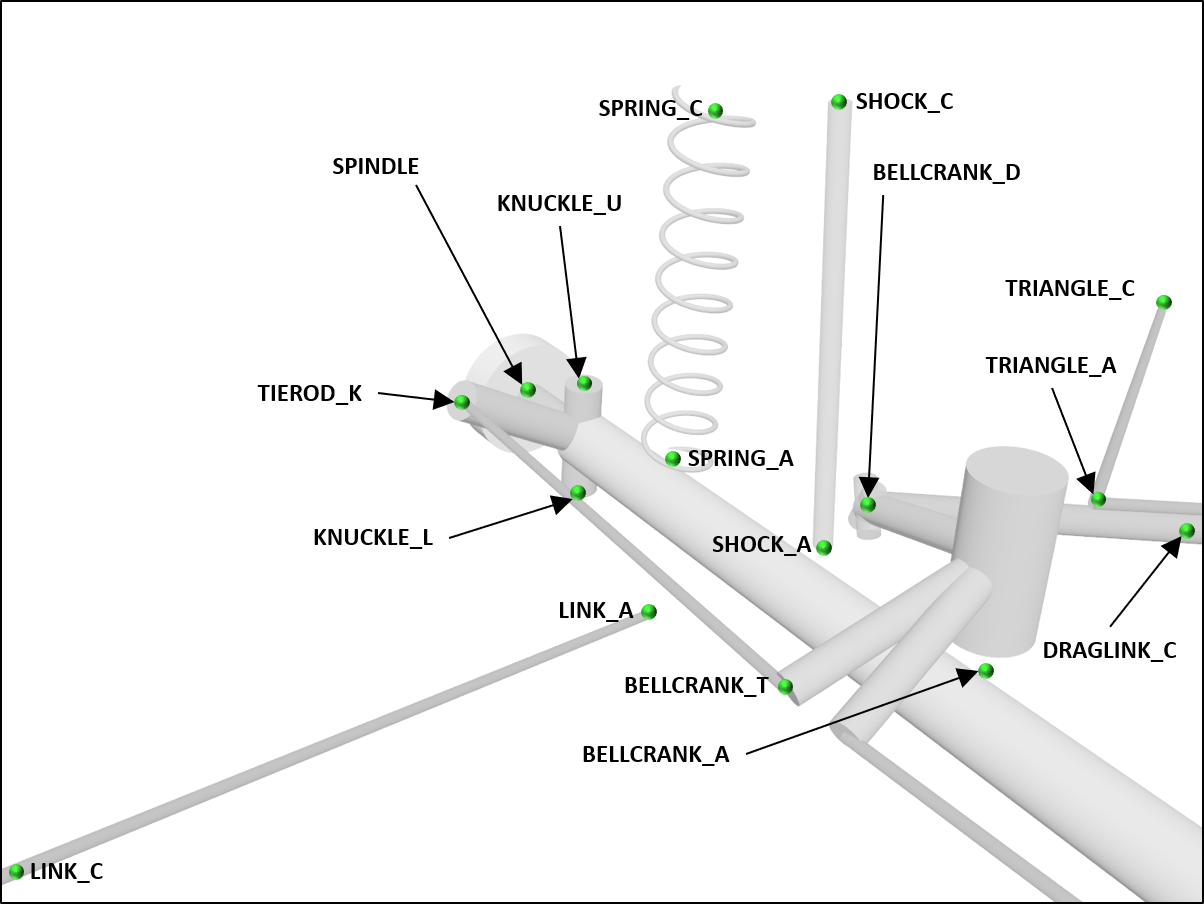 SPRING_C
SHOCK_C
SPINDLE
BELLCRANK_D
KNUCKLE_U
TRIANGLE_C
TRIANGLE_A
TIEROD_K
SPRING_A
KNUCKLE_L
SHOCK_A
LINK_A
DRAGLINK_C
BELLCRANK_T
BELLCRANK_A
LINK_C